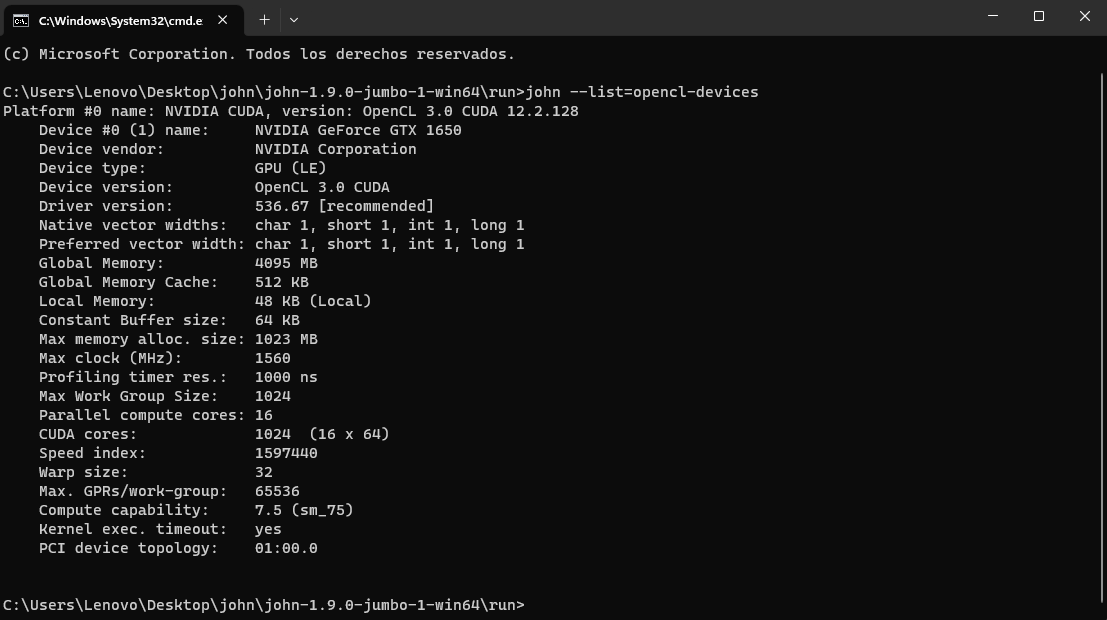 C:\Windows\System32\cmd.e
(c) Microsoft Corporation. Todos los derechos reservados.
C:\Users\Lenovo\Desktop\john\john-1.9.0-jumbo-1-win64\run>john --list=opencl-devices
Platform #0 name: NVIDIA CUDA, version: OpenCL 3.0 CUDA 12.2.128
    Device #0 (1) name:     NVIDIA GeForce GTX 1650
    Device vendor:          NVIDIA Corporation
    Device type:            GPU (LE)
    Device version:         OpenCL 3.0 CUDA
    Driver version:         536.67 [recommended]
    Native vector widths:   char 1, short 1, int 1, long 1
    Preferred vector width: char 1, short 1, int 1, long 1
    Global Memory:          4095 MB
    Global Memory Cache:    512 KB
    Local Memory:           48 KB (Local)
    Constant Buffer size:   64 KB
    Max memory alloc. size: 1023 MB
    Max clock (MHz):        1560
    Profiling timer res.:   1000 ns
    Max Work Group Size:    1024
    Parallel compute cores: 16
    CUDA cores:             1024  (16 x 64)
    Speed index:            1597440
    Warp size:              32
    Max. GPRs/work-group:   65536
    Compute capability:     7.5 (sm_75)
    Kernel exec. timeout:   yes
    PCI device topology:    01:00.0
C:\Users\Lenovo\Desktop\john\john-1.9.0-jumbo-1-win64\run>